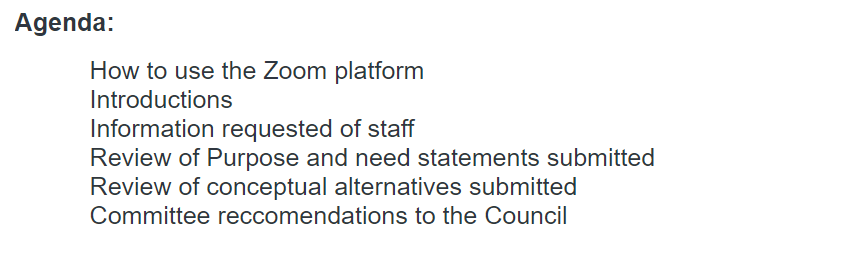 Agenda:
How to use the Zoom platform
Introductions
Information requested of staff
Review of Purpose and need statements submitted
Review of conceptual alternatives submitted
Committee reccomendations to the Council